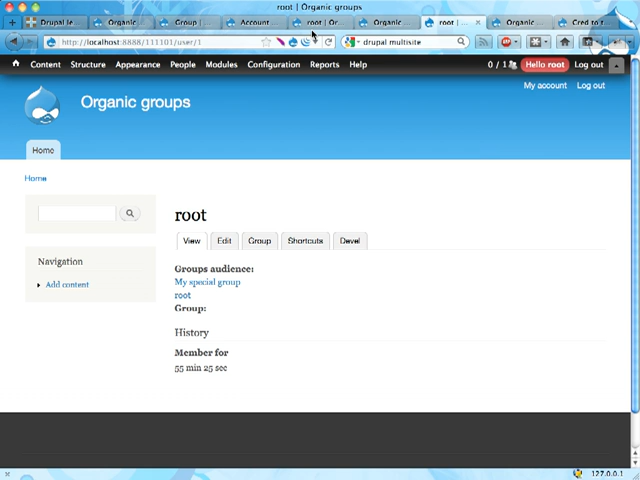 root | Organic groups
Drupal le Organic Group | Account root | Or Organic root | Organic Cred to t
http://localhost:8888/111101/user/1 drupal multisite
Content Structure Appearance People Modules Configuration Reports Help 0 / 1 Hello root Log out
My account Log out
Organic groups
Home
Home
root
View Edit Group Shortcuts Devel
Navigation
Add content
Groups audience:
My special group
root
Group:
History
Member for
55 min 25 sec
127.0.0.1